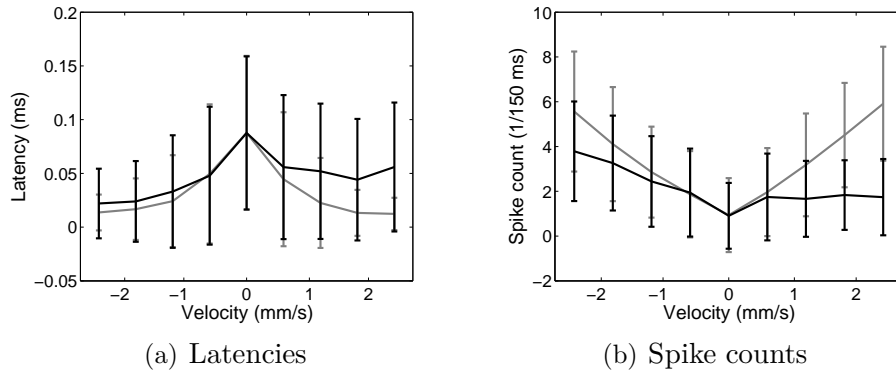 0.2
0.15
0.1
0.05
0
−0.05
Latency (ms)
−2 −1 0 1 2
Velocity (mm/s)
(a) Latencies
10
8
6
4
2
0
−2
Spike count (1/150 ms)
−2 −1 0 1 2
Velocity (mm/s)
(b) Spike counts